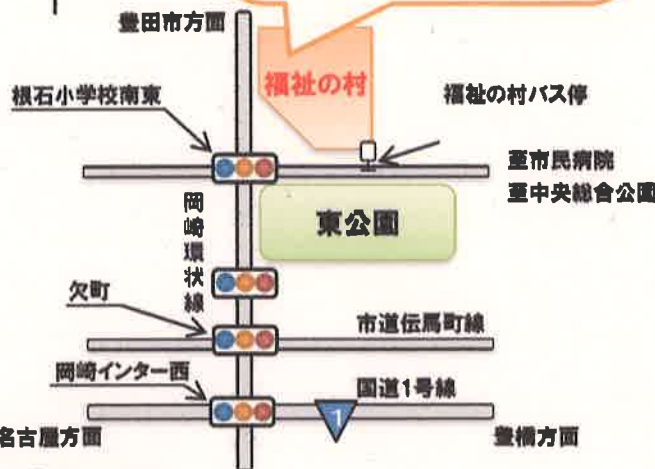 豊田市方面
福祉の村
根石小学校南東
福祉の村バス停
至市民病院
至中央総合公園
東公園
岡崎環状線
欠町
市道伝馬町線
岡崎インター西
国道1号線
1
名古屋方面
豊橋方面